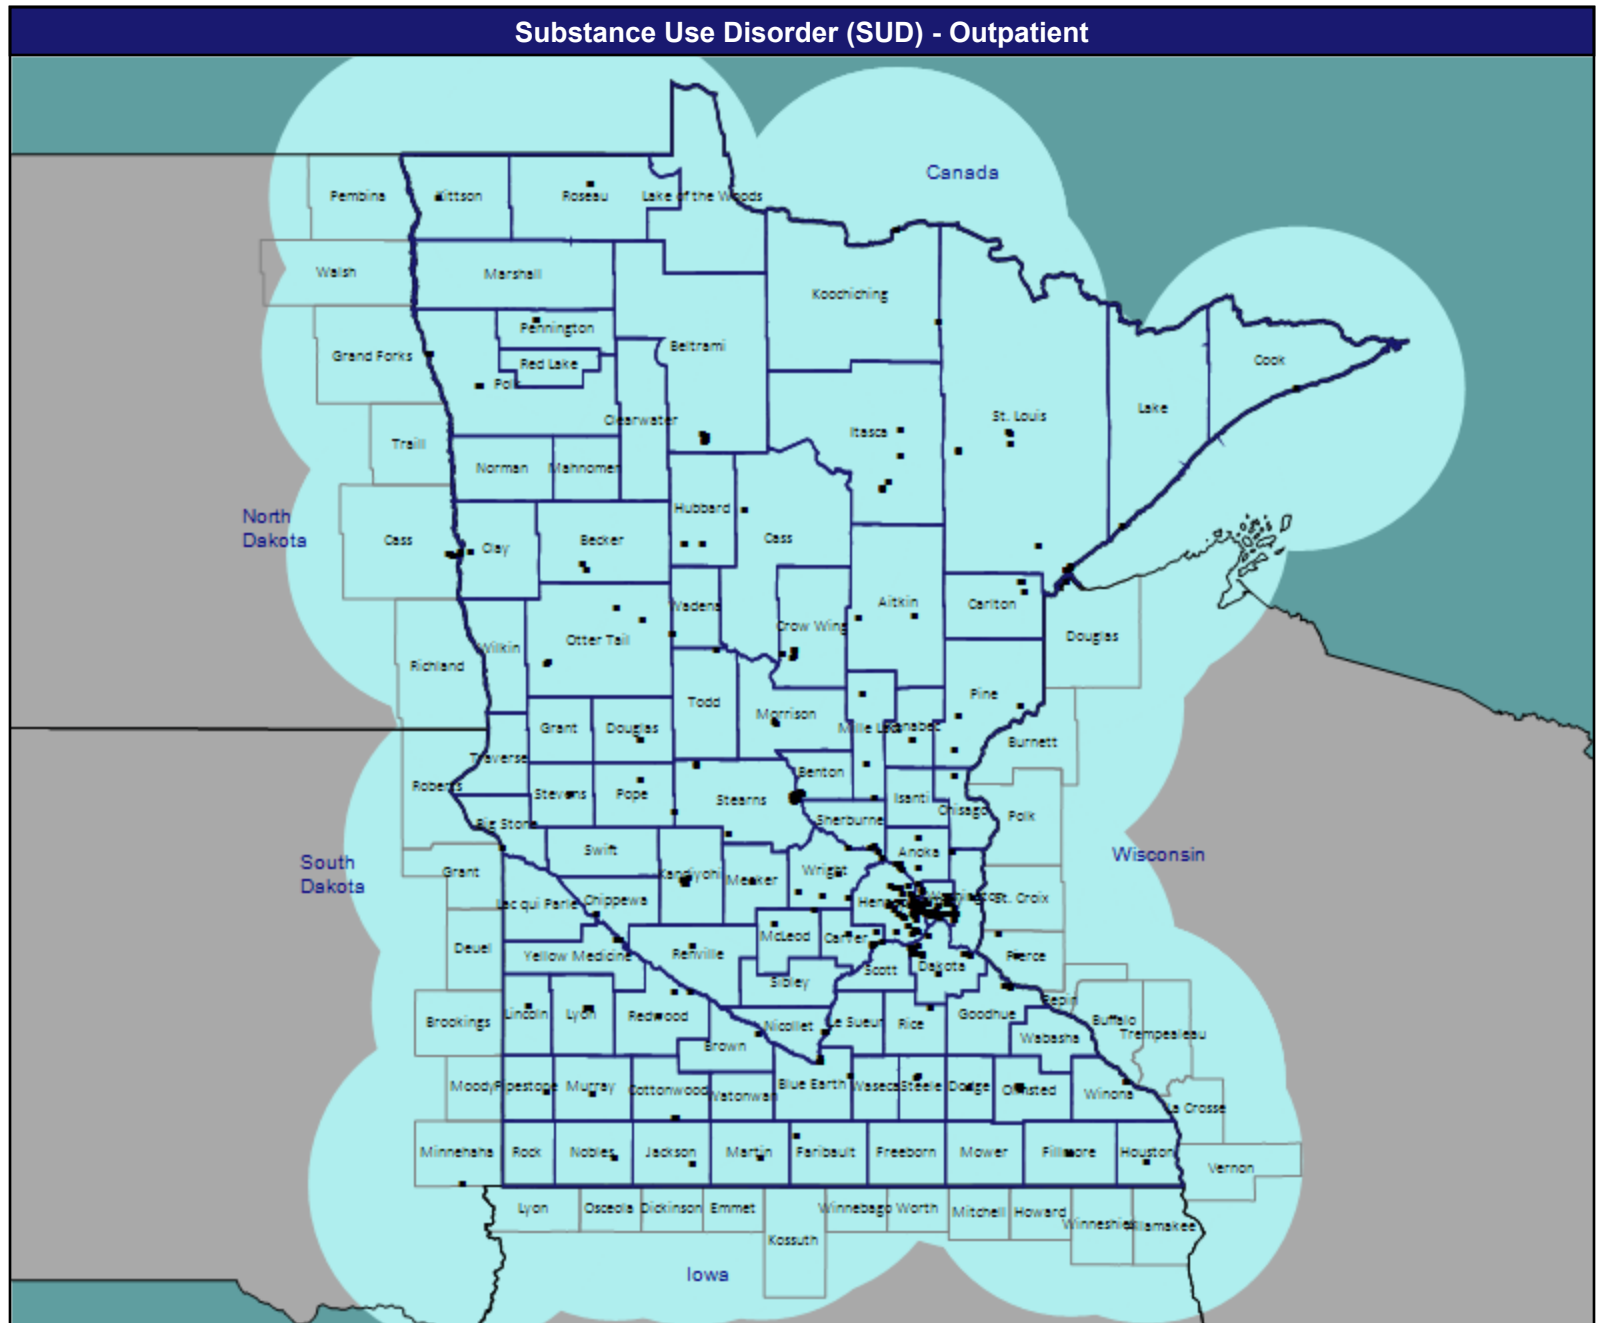 Substance Use Disorder (SUD) - Outpatient
Canada
Pembina
Kittson
Roseau
Lake of the Woods
Walsh
Marshall
Koochiching
Pennington
Beltrami
Grand Forks
Red Lake
Cook
Polk
Lake
St. Louis
Clearwater
Itasca
Traill
Norman
Mahnomen
Hubbard
North
Dakota
Cass
Clay
Becker
Cass
Wadena
Aitkin
Carlton
Crow Wing
Otter Tail
Douglas
Wilkin
Richland
Pine
Todd
Morrison
Grant
Douglas
Mille Lacs
Kanabec
Burnett
Traverse
Benton
Roberts
Stevens
Pope
Stearns
Isanti
Chisago
Polk
Big Stone
Sherburne
Swift
Anoka
Wisconsin
South
Dakota
Grant
Kandiyohi
Meeker
Wright
Lac qui Parle
Chippewa
Hennepin
Washington
St. Croix
McLeod
Carver
Deuel
Yellow Medicine
Renville
Scott
Dakota
Pierce
Sibley
Pepin
Brookings
Lincoln
Lyon
Redwood
Nicollet
Le Sueur
Rice
Goodhue
Buffalo
Trempealeau
Wabasha
Brown
Moody
Pipestone
Murray
Cottonwood
Watonwan
Blue Earth
Waseca
Steele
Dodge
Olmsted
Winona
La Crosse
Minnehaha
Rock
Nobles
Jackson
Martin
Faribault
Freeborn
Mower
Fillmore
Houston
Vernon
Lyon
Osceola
Dickinson
Emmet
Winnebago
Worth
Mitchell
Howard
Winneshiek
Allamakee
Kossuth
Iowa